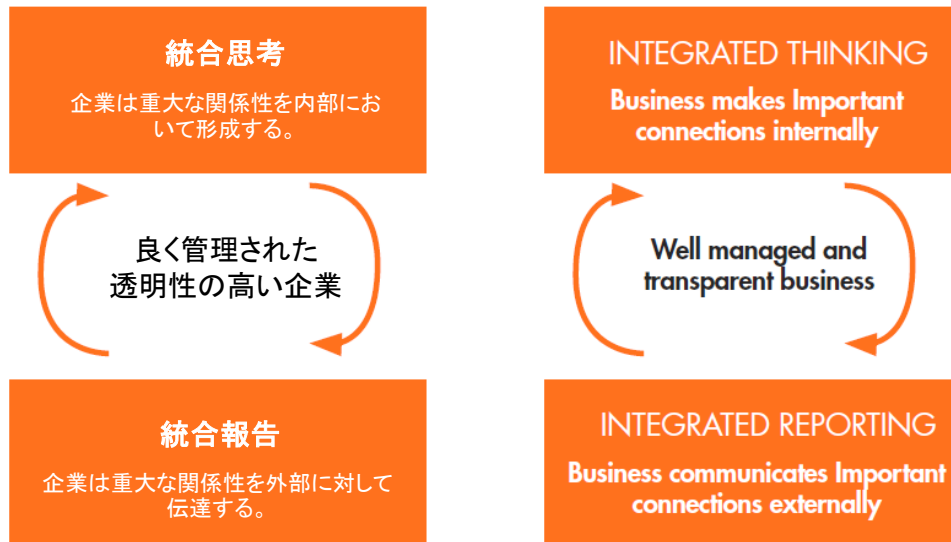 統合思考
企業は重大な関係性を内部にお
いて形成する。
良く管理された
透明性の高い企業
統合報告
企業は重大な関係性を外部に対して
伝達する。
INTEGRATED THINKING
Business makes Important
connections internally
Well managed and
transparent business
INTEGRATED REPORTING
Business communicates Important
connections externally